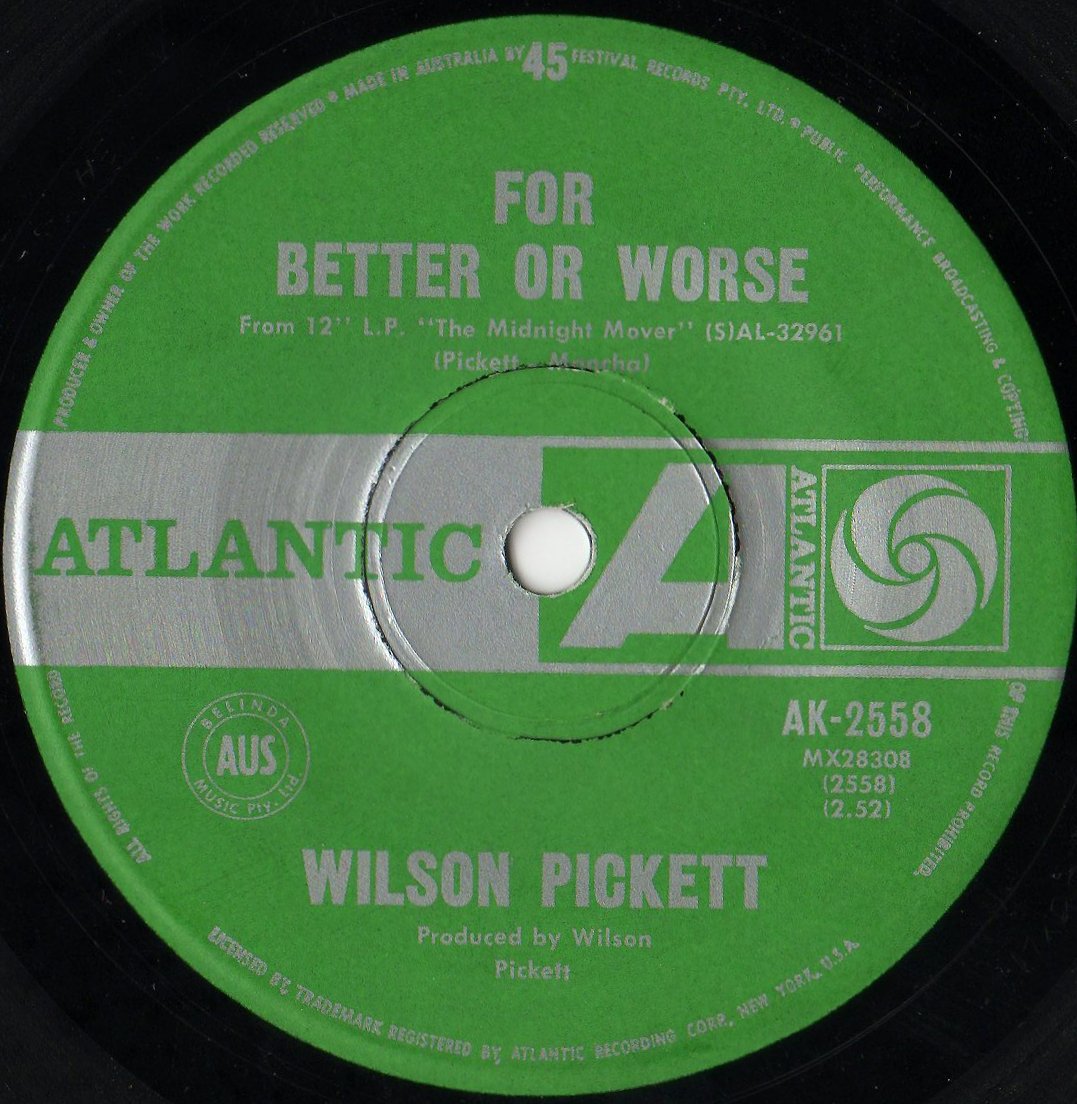 PRODUCER & OWNER OF THE WORK RECORDED RESERVED * MADE IN AUSTRALIA BY FESTIVAL RECORDS PTY. LTD. * PUBLIC PERFORMANCE BROADCASTING & COPYING
45
FOR
BETTER OR WORSE
From 12" L.P. "The Midnight Mover" (S)AL-32961
(Pickett - Mancha)
ATLANTIC
A
ATLANTIC
BELINDA
AUS
MUSIC Pty. Ltd
AK-2558
MX28308
(2558)
(2.52)
OF THIS RECORD PROHIBITED.
ALL RIGHTS OF THE RECORD
WILSON PICKETT
Produced by Wilson
Pickett
LICENSED BY, TRADEMARK REGISTERED BY, ATLANTIC RECORDING CORP., NEW YORK, U.S.A.